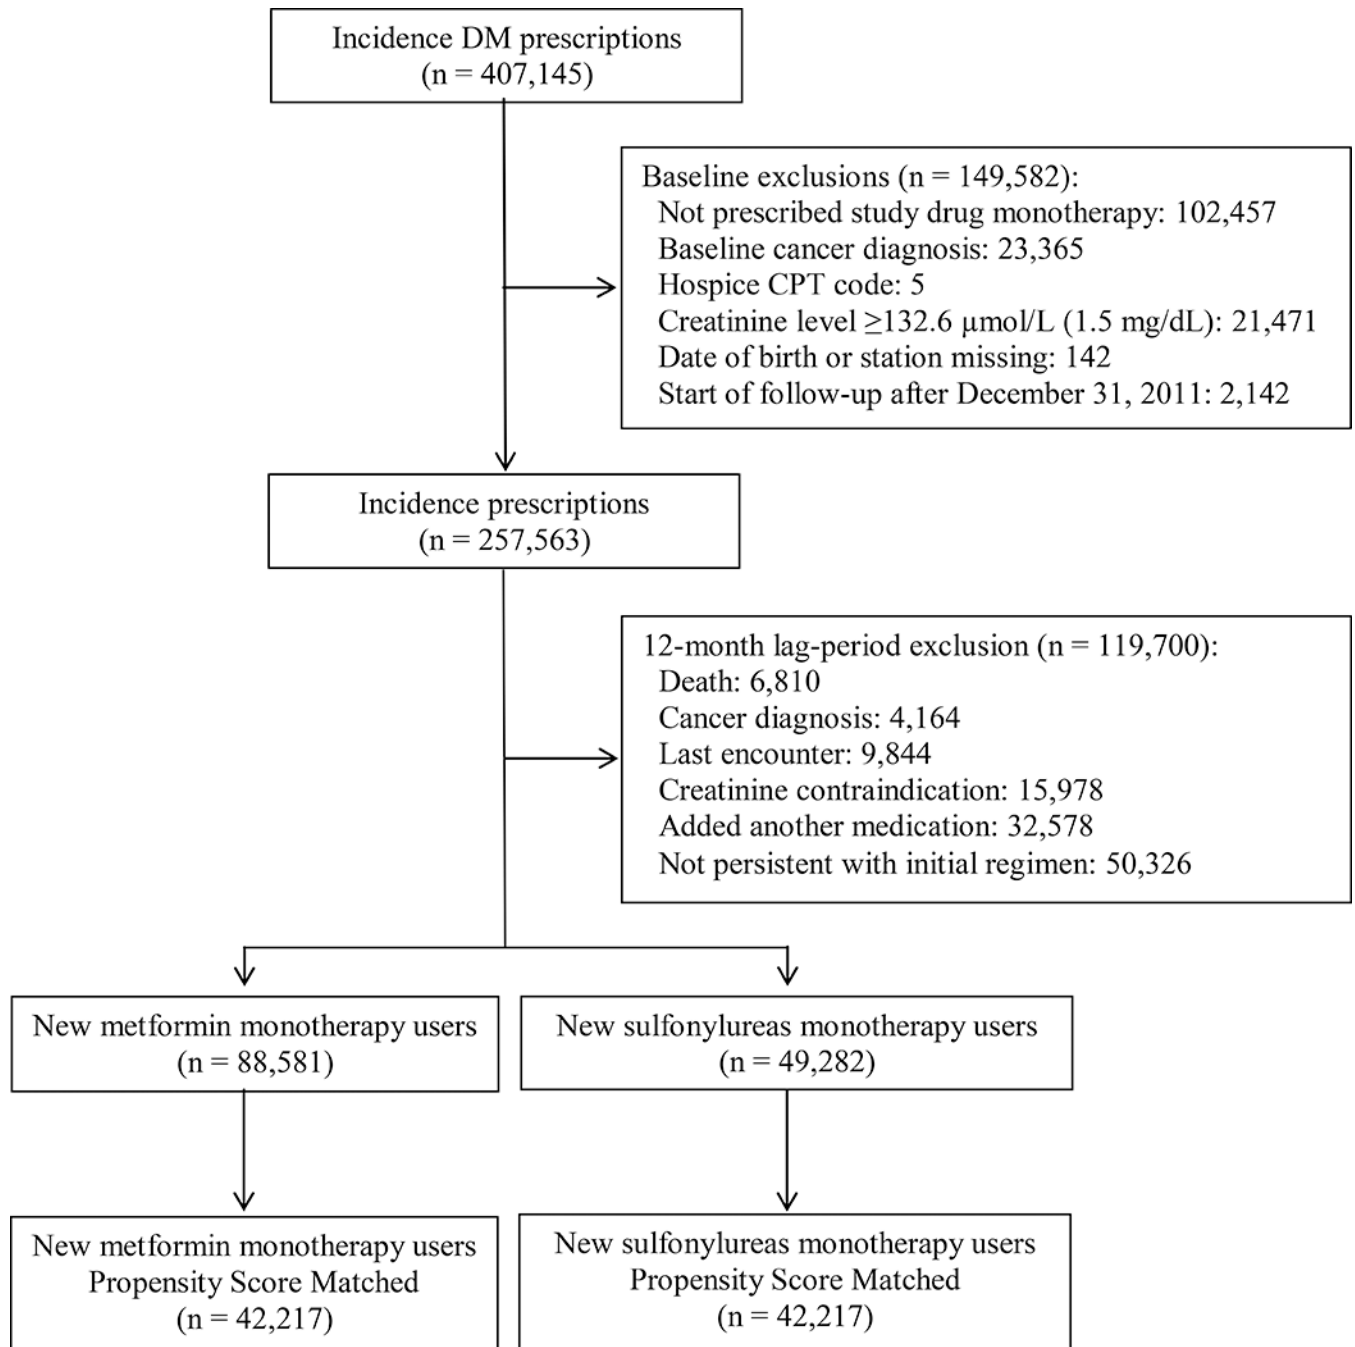 Incidence DM prescriptions
(n = 407,145)
Baseline exclusions (n = 149,582):
Not prescribed study drug monotherapy: 102,457
Baseline cancer diagnosis: 23,365
Hospice CPT code: 5
Creatinine level ≥132.6 µmol/L (1.5 mg/dL): 21,471
Date of birth or station missing: 142
Start of follow-up after December 31, 2011: 2,142
Incidence prescriptions
(n = 257,563)
12-month lag-period exclusion (n = 119,700):
Death: 6,810
Cancer diagnosis: 4,164
Last encounter: 9,844
Creatinine contraindication: 15,978
Added another medication: 32,578
Not persistent with initial regimen: 50,326
New metformin monotherapy users
(n = 88,581)
New sulfonylureas monotherapy users
(n = 49,282)
New metformin monotherapy users
Propensity Score Matched
(n = 42,217)
New sulfonylureas monotherapy users
Propensity Score Matched
(n = 42,217)